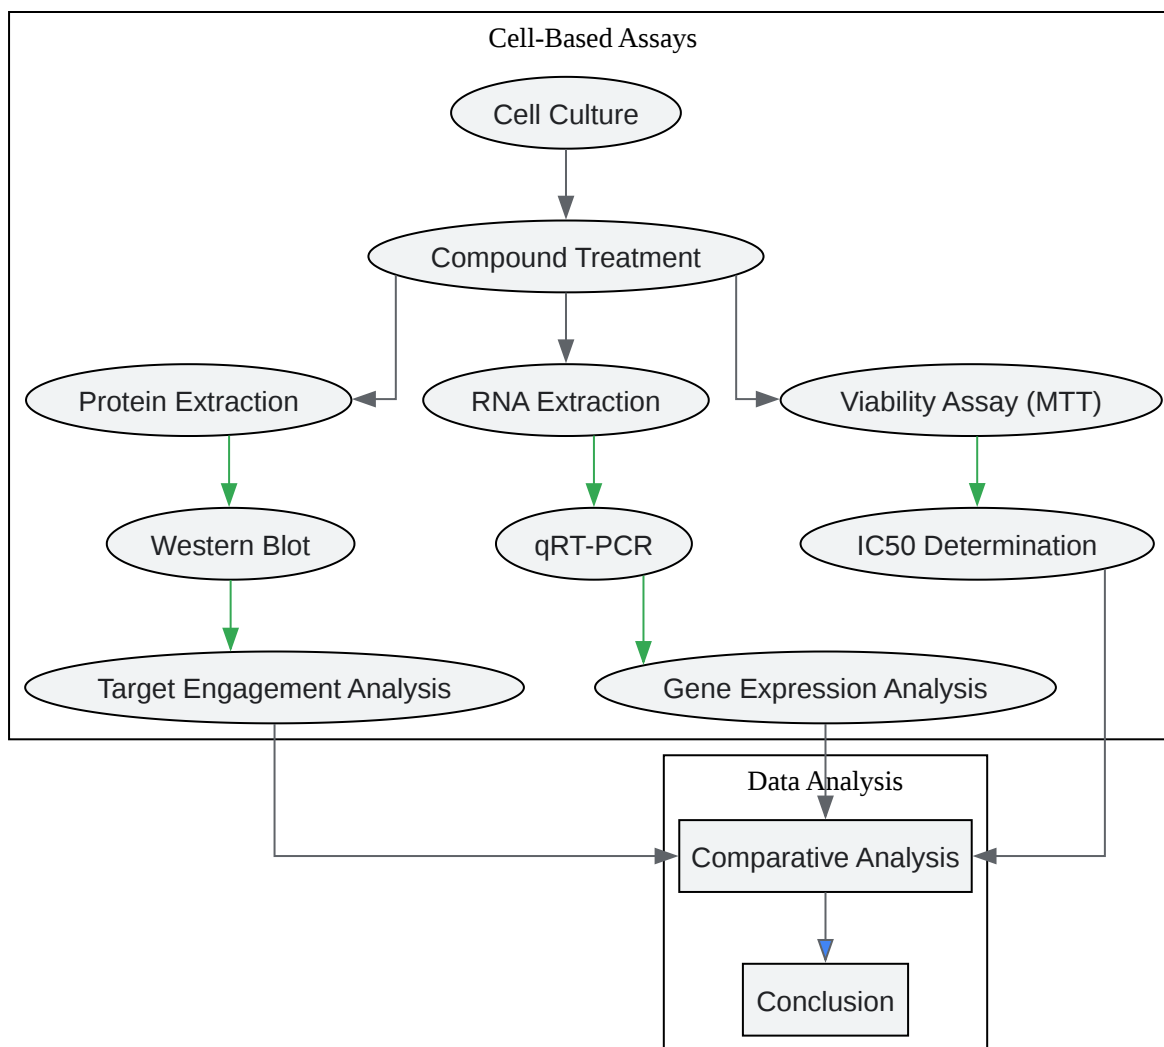 Cell-Based Assays
Cell Culture
Compound Treatment
Protein Extraction
RNA Extraction
Viability Assay (MTT)
Western Blot
qRT-PCR
IC50 Determination
Target Engagement Analysis
Gene Expression Analysis
Data Analysis
Comparative Analysis
Conclusion